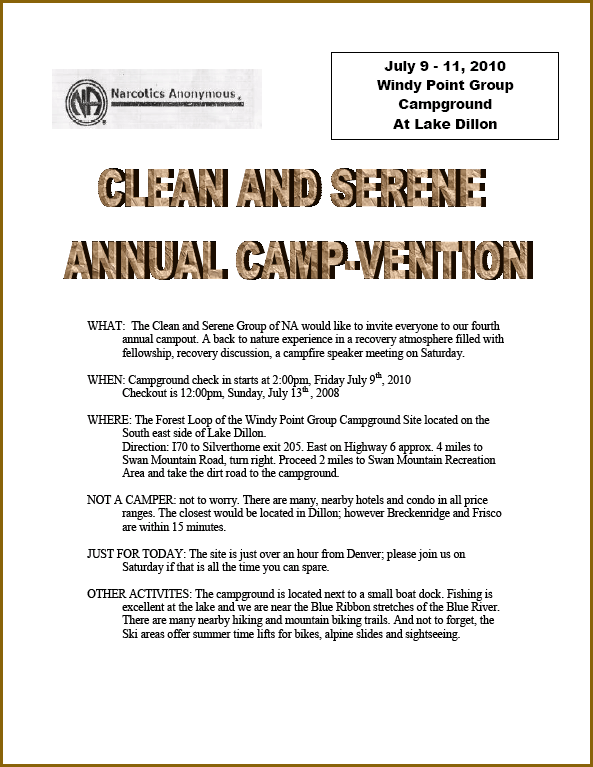 July 9 - 11, 2010
Windy Point Group
Campground
At Lake Dillon
NA
Narcotics Anonymous
CLEAN AND SERENE
ANNUAL CAMP-VENTION
WHAT: The Clean and Serene Group of NA would like to invite everyone to our fourth
annual campout. A back to nature experience in a recovery atmosphere filled with
fellowship, recovery discussion, a campfire speaker meeting on Saturday.
WHEN: Campground check in starts at 2:00pm, Friday July 9th, 2010
Checkout is 12:00pm, Sunday, July 13th , 2008
WHERE: The Forest Loop of the Windy Point Group Campground Site located on the
South east side of Lake Dillon.
Direction: I70 to Silverthorne exit 205. East on Highway 6 approx. 4 miles to
Swan Mountain Road, turn right. Proceed 2 miles to Swan Mountain Recreation
Area and take the dirt road to the campground.
NOT A CAMPER: not to worry. There are many, nearby hotels and condo in all price
ranges. The closest would be located in Dillon; however Breckenridge and Frisco
are within 15 minutes.
JUST FOR TODAY: The site is just over an hour from Denver; please join us on
Saturday if that is all the time you can spare.
OTHER ACTIVITES: The campground is located next to a small boat dock. Fishing is
excellent at the lake and we are near the Blue Ribbon stretches of the Blue River.
There are many nearby hiking and mountain biking trails. And not to forget, the
Ski areas offer summer time lifts for bikes, alpine slides and sightseeing.